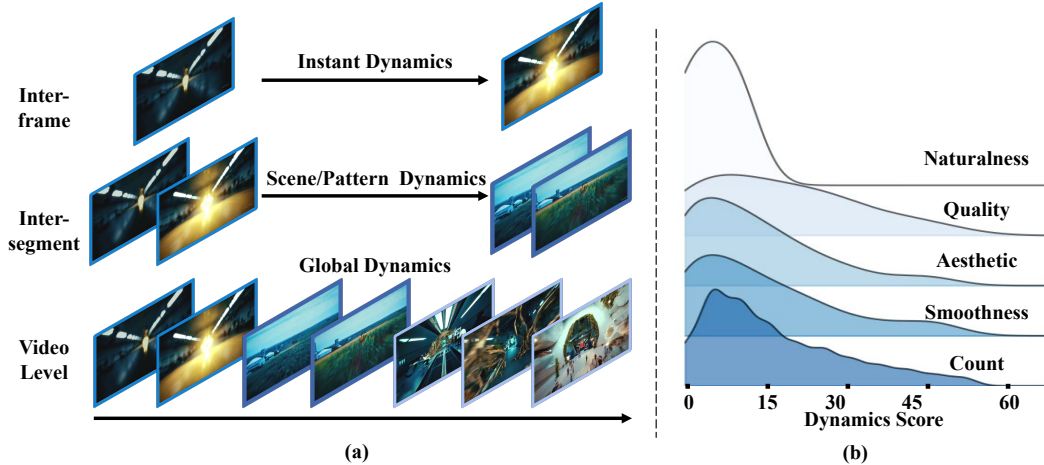 Instant Dynamics
Inter-
frame
Scene/Pattern Dynamics
Inter-
segment
Global Dynamics
Video
Level
(a)
Naturalness
Quality
Aesthetic
Smoothness
Count
0 15 30 45 60
Dynamics Score
(b)